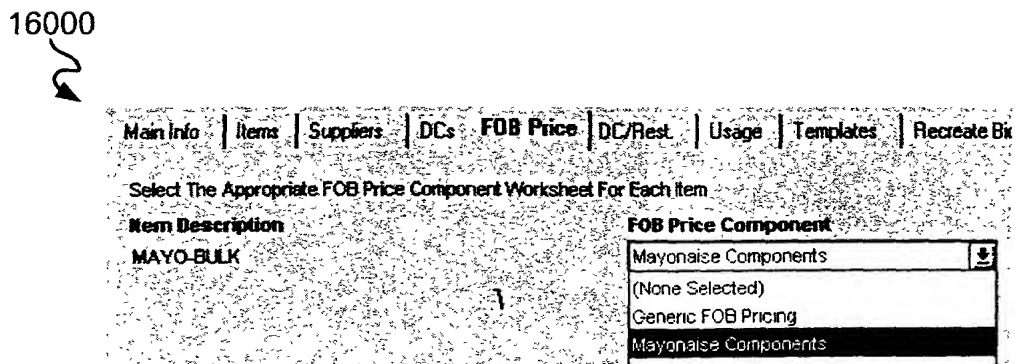 16000
Main Info Items Suppliers DCs FOB Price DC/Rest. Usage Templates Recreate Bi
Select The Appropriate FOB Price Component Worksheet For Each Item
Item Description FOB Price Component
MAYO-BULK Mayonaise Components
(None Selected)
Generic FOB Pricing
Mayonaise Components